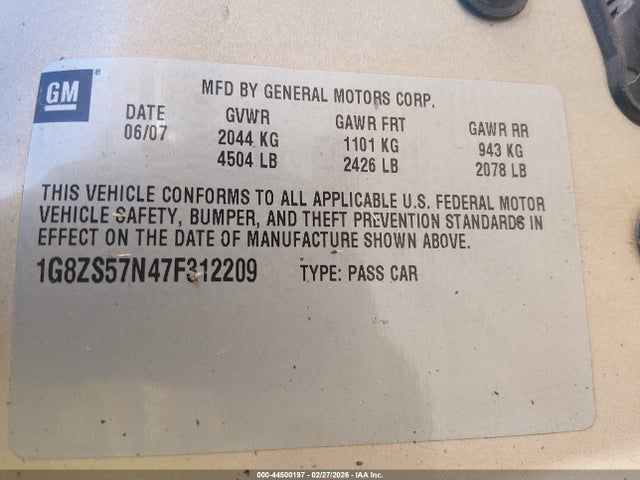 GM
MFD BY GENERAL MOTORS CORP.
DATE GVWR GAWR FRT GAWR RR
06/07 2044 KG 1101 KG 943 KG
4504 LB 2426 LB 2078 LB
THIS VEHICLE CONFORMS TO ALL APPLICABLE U.S. FEDERAL MOTOR
VEHICLE SAFETY, BUMPER, AND THEFT PREVENTION STANDARDS IN
EFFECT ON THE DATE OF MANUFACTURE SHOWN ABOVE.
1G8ZS57N47F312209 TYPE: PASS CAR
000-44500197 - 02/27/2026 - IAA Inc.